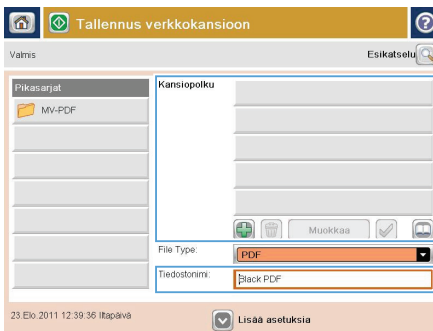 Tallennus verkkokansioon
Valmis
Esikatselu
Pikasarjat
MV-PDF
Kansiopolku
Muokkaa
File Type:
PDF
Tiedostonimi:
Black PDF
23.Elo.2011 12:39:36 Iltapäivä
Lisää asetuksia